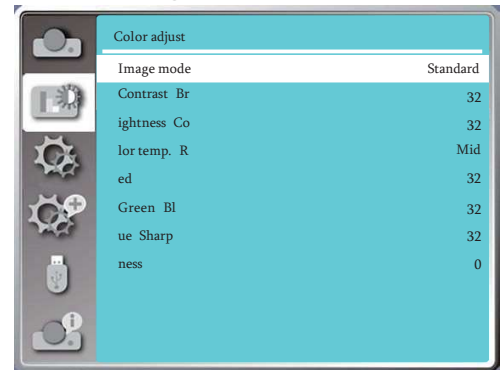 Color adjust
Image mode Standard
Contrast Br 32
ightness Co 32
lor temp. R Mid
ed 32
Green Bl 32
ue Sharp 32
ness 0